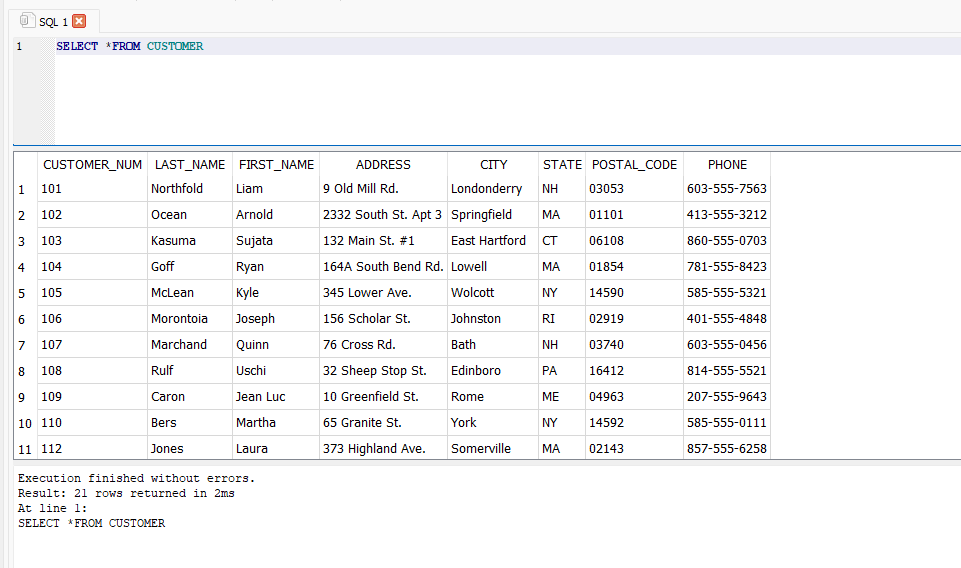 SQL 1
1 SELECT *FROM CUSTOMER
CUSTOMER_NUM LAST_NAME FIRST_NAME ADDRESS CITY STATE POSTAL_CODE PHONE
1 101 Northfold Liam 9 Old Mill Rd. Londonderry NH 03053 603-555-7563
2 102 Ocean Arnold 2332 South St. Apt 3 Springfield MA 01101 413-555-3212
3 103 Kasuma Sujata 132 Main St. #1 East Hartford CT 06108 860-555-0703
4 104 Goff Ryan 164A South Bend Rd. Lowell MA 01854 781-555-8423
5 105 McLean Kyle 345 Lower Ave. Wolcott NY 14590 585-555-5321
6 106 Morontoia Joseph 156 Scholar St. Johnston RI 02919 401-555-4848
7 107 Marchand Quinn 76 Cross Rd. Bath NH 03740 603-555-0456
8 108 Rulf Uschi 32 Sheep Stop St. Edinboro PA 16412 814-555-5521
9 109 Caron Jean Luc 10 Greenfield St. Rome ME 04963 207-555-9643
10 110 Bers Martha 65 Granite St. York NY 14592 585-555-0111
11 112 Jones Laura 373 Highland Ave. Somerville MA 02143 857-555-6258
Execution finished without errors.
Result: 21 rows returned in 2ms
At line 1:
SELECT *FROM CUSTOMER